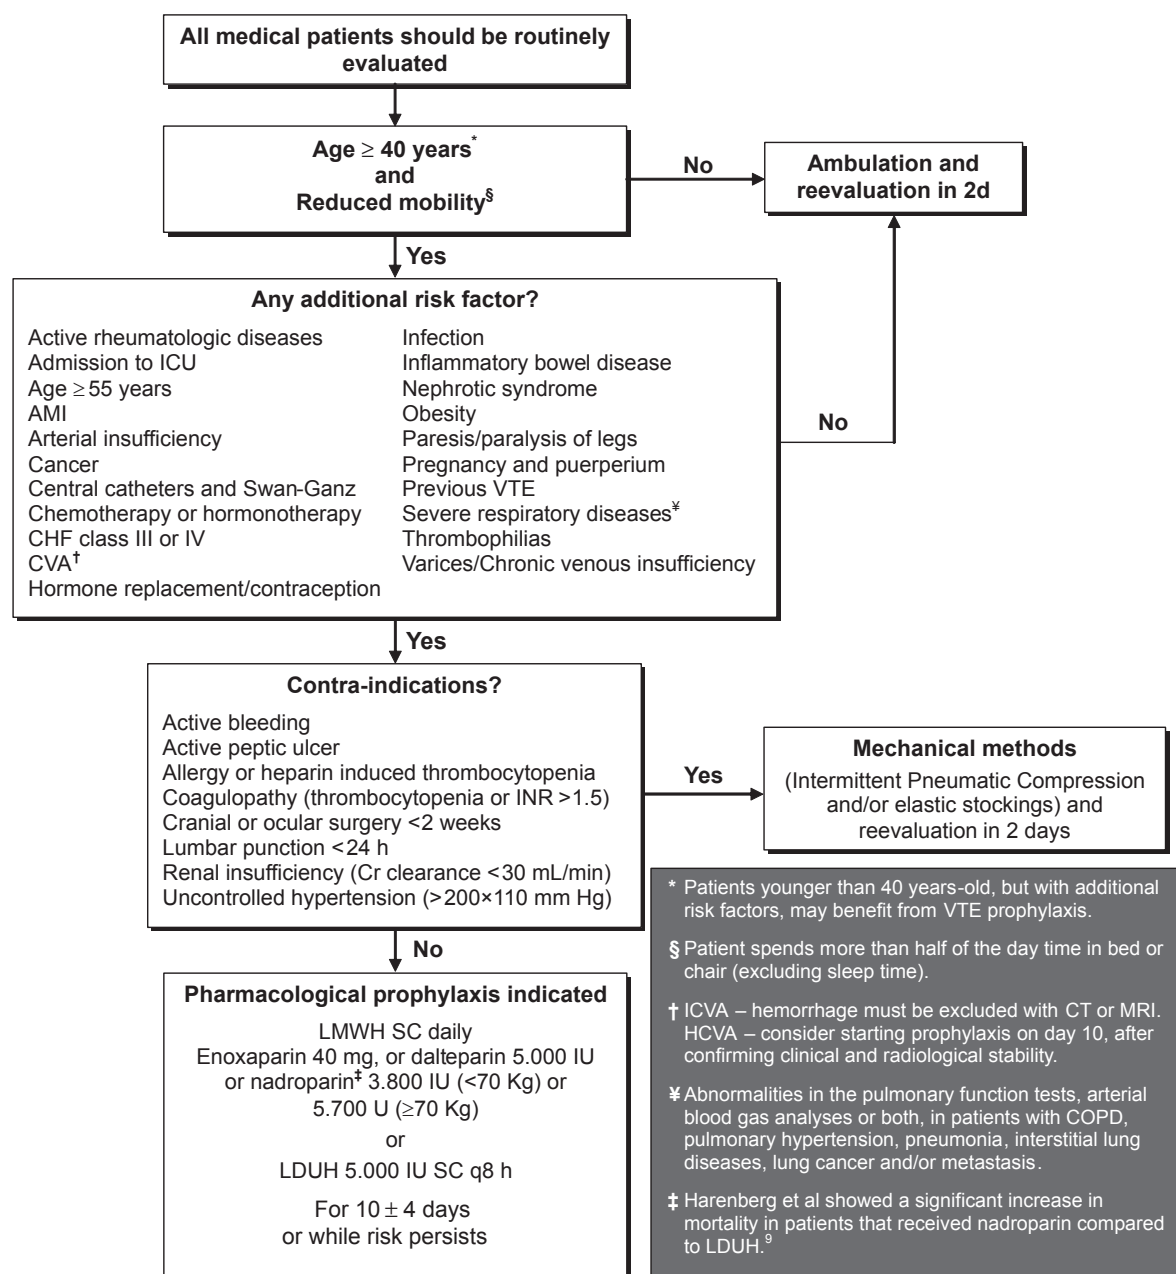 All medical patients should be routinely
evaluated
Age ≥ 40 years*
and
Reduced mobility§
No
Ambulation and
reevaluation in 2d
Yes
Any additional risk factor?
Active rheumatologic diseases
Admission to ICU
Age ≥ 55 years
AMI
Arterial insufficiency
Cancer
Central catheters and Swan-Ganz
Chemotherapy or hormonotherapy
CHF class III or IV
CVA†
Hormone replacement/contraception
Infection
Inflammatory bowel disease
Nephrotic syndrome
Obesity
Paresis/paralysis of legs
Pregnancy and puerperium
Previous VTE
Severe respiratory diseases¥
Thrombophilias
Varices/Chronic venous insufficiency
No
Yes
Contra-indications?
Active bleeding
Active peptic ulcer
Allergy or heparin induced thrombocytopenia
Coagulopathy (thrombocytopenia or INR >1.5)
Cranial or ocular surgery <2 weeks
Lumbar punction <24 h
Renal insufficiency (Cr clearance <30 mL/min)
Uncontrolled hypertension (>200×110 mm Hg)
Yes
Mechanical methods
(Intermittent Pneumatic Compression
and/or elastic stockings) and
reevaluation in 2 days
No
Pharmacological prophylaxis indicated
LMWH SC daily
Enoxaparin 40 mg, or dalteparin 5.000 IU
or nadroparin‡ 3.800 IU (<70 Kg) or
5.700 U (≥70 Kg)
or
LDUH 5.000 IU SC q8 h
For 10 ± 4 days
or while risk persists
* Patients younger than 40 years-old, but with additional
risk factors, may benefit from VTE prophylaxis.
§ Patient spends more than half of the day time in bed or
chair (excluding sleep time).
† ICVA – hemorrhage must be excluded with CT or MRI.
HCVA – consider starting prophylaxis on day 10, after
confirming clinical and radiological stability.
¥ Abnormalities in the pulmonary function tests, arterial
blood gas analyses or both, in patients with COPD,
pulmonary hypertension, pneumonia, interstitial lung
diseases, lung cancer and/or metastasis.
‡ Harenberg et al showed a significant increase in
mortality in patients that received nadroparin compared
to LDUH.9